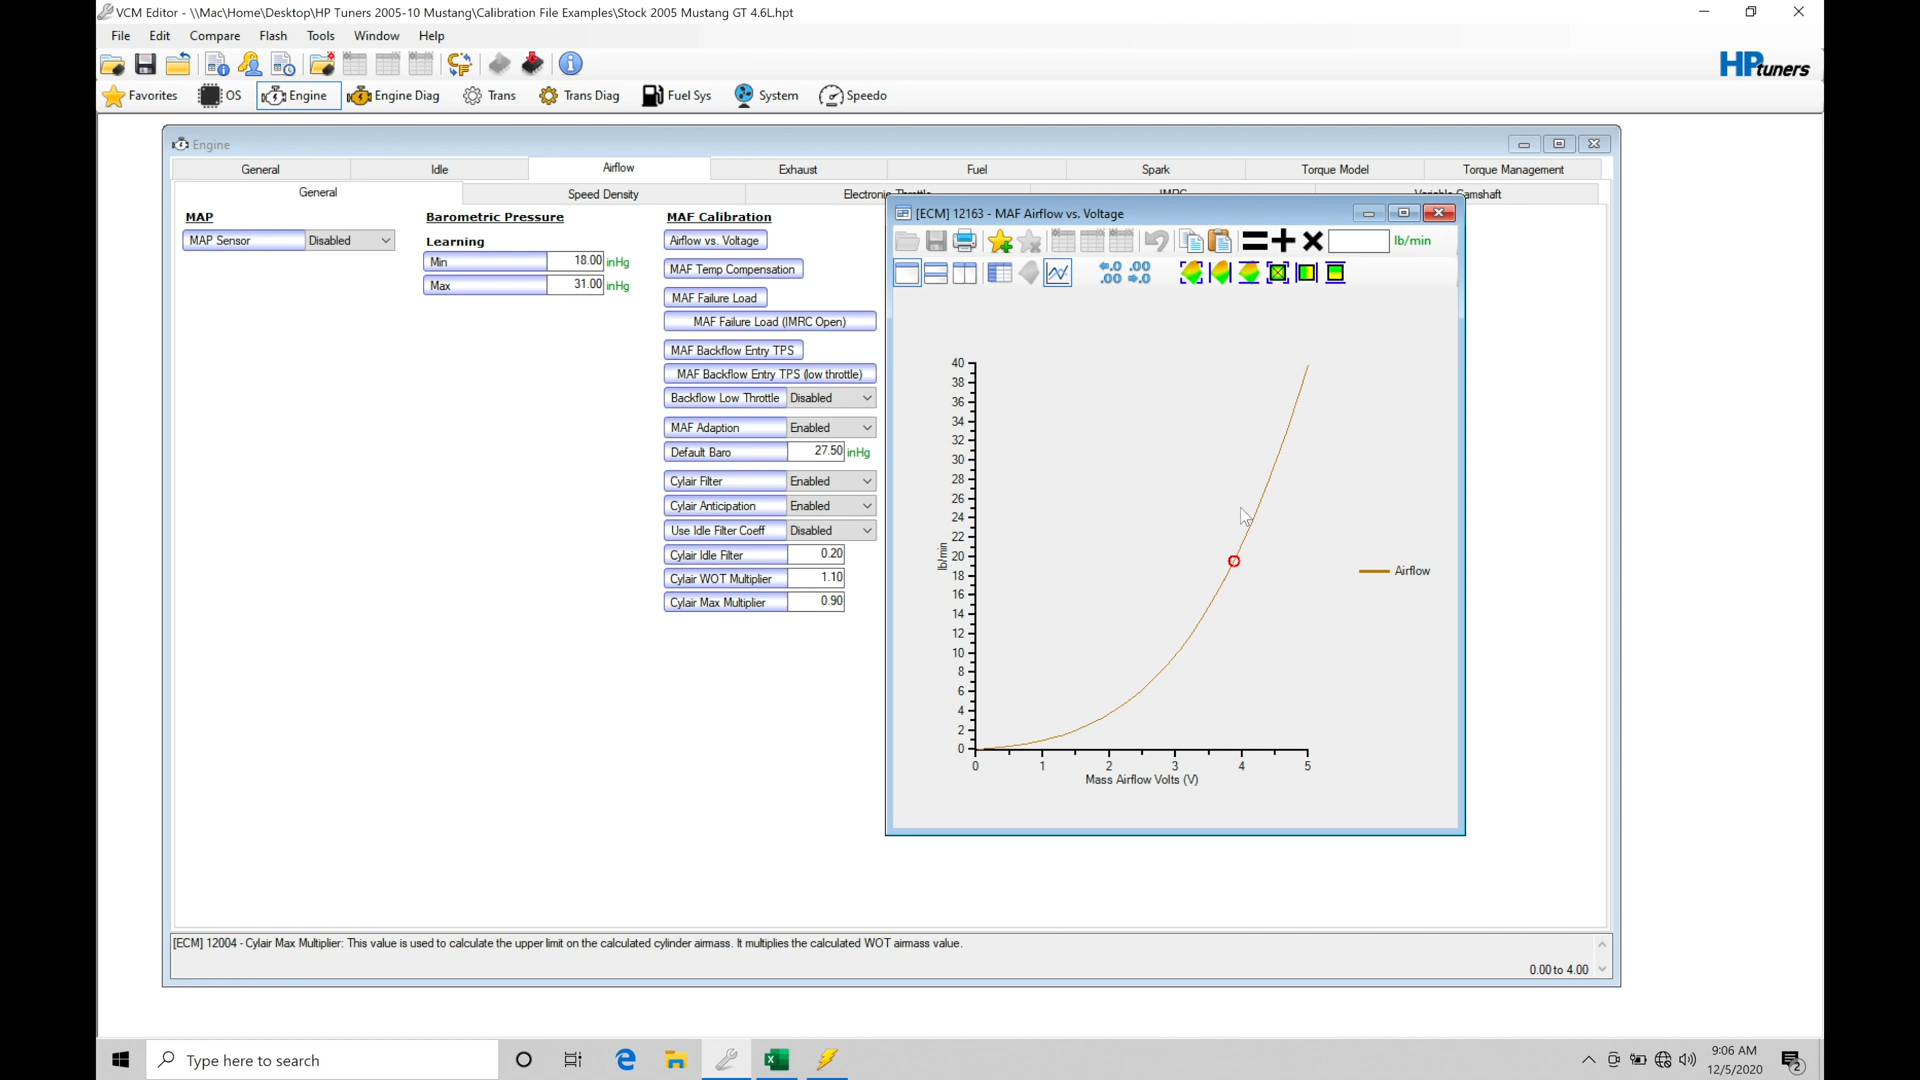 VCM Editor - \\Mac\Home\Desktop\HP Tuners 2005-10 Mustang\Calibration File Examples\Stock 2005 Mustang GT 4.6L.hpt
File Edit Compare Flash Tools Window Help
HPtuners
Favorites OS Engine Engine Diag Trans Trans Diag Fuel Sys System Speedo
Engine
General Idle Airflow Exhaust Fuel Spark Torque Model Torque Management
General Speed Density
MAP
MAP Sensor Disabled
Barometric Pressure
Learning
Min 18.00 inHg
Max 31.00 inHg
MAF Calibration
Airflow vs. Voltage
MAF Temp Compensation
MAF Failure Load
MAF Failure Load (IMRC Open)
MAF Backflow Entry TPS
MAF Backflow Entry TPS (low throttle)
Backflow Low Throttle Disabled
MAF Adaption Enabled
Default Baro 27.50 inHg
Cylair Filter Enabled
Cylair Anticipation Enabled
Use Idle Filter Coeff Disabled
Cylair Idle Filter 0.20
Cylair WOT Multiplier 1.10
Cylair Max Multiplier 0.90
[ECM] 12163 - MAF Airflow vs. Voltage
lb/min
40
38
36
34
32
30
28
26
24
22
20
18
16
14
12
10
8
6
4
2
0
lb/min
0 1 2 3 4 5
Mass Airflow Volts (V)
Airflow
[ECM] 12004 - Cylair Max Multiplier: This value is used to calculate the upper limit on the calculated cylinder airmass. It multiplies the calculated WOT airmass value.
0.00 to 4.00
Type here to search
9:06 AM
12/5/2020
2